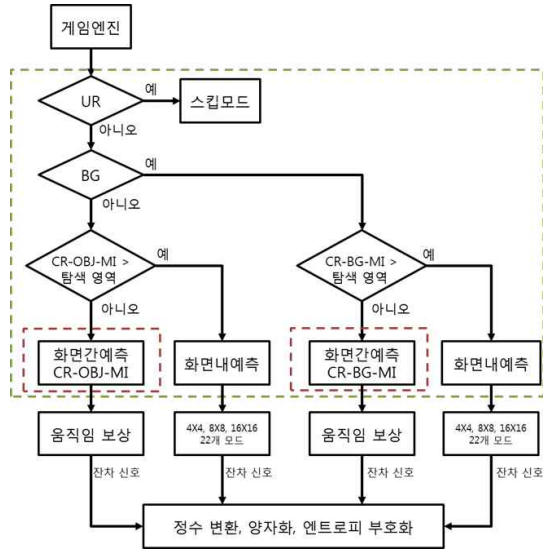 게임엔진
UR
예
스킵모드
아니오
BG
예
아니오
CR-OBJ-MI >
탐색 영역
예
CR-BG-MI >
탐색 영역
예
아니오
아니오
화면간예측
CR-OBJ-MI
화면내예측
화면간예측
CR-BG-MI
화면내예측
움직임 보상
4X4, 8X8, 16X16
22개 모드
움직임 보상
4X4, 8X8, 16X16
22개 모드
잔차 신호
잔차 신호
잔차 신호
잔차 신호
정수 변환, 양자화, 엔트로피 부호화